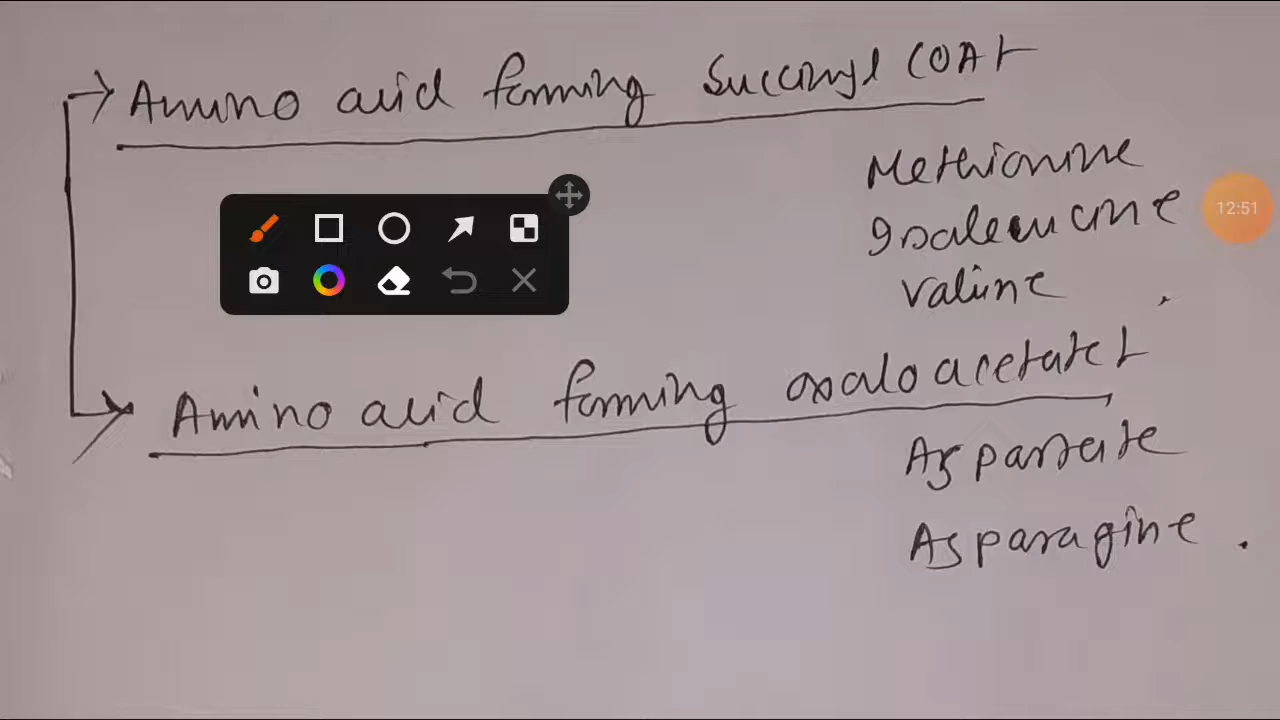 Amino acid forming Succinyl COA
Methionine
Isoleucine
Valine
Amino acid forming oxaloacetate
Aspartate
Asparagine
12:51